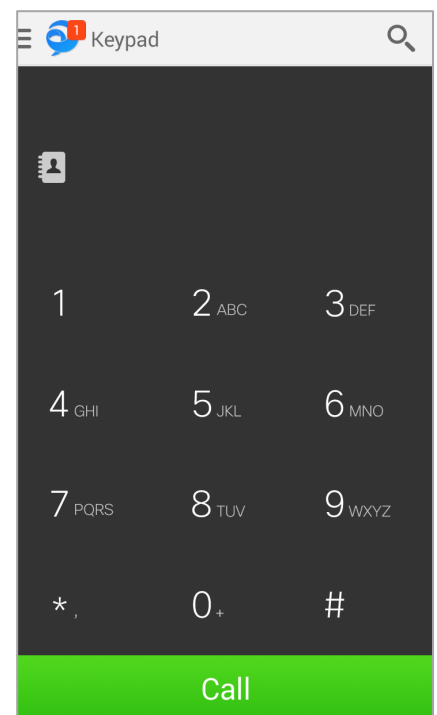 1
Keypad
1
2 ABC
3 DEF
4 GHI
5 JKL
6 MNO
7 PQRS
8 TUV
9 WXYZ
* ,
0 +
#
Call